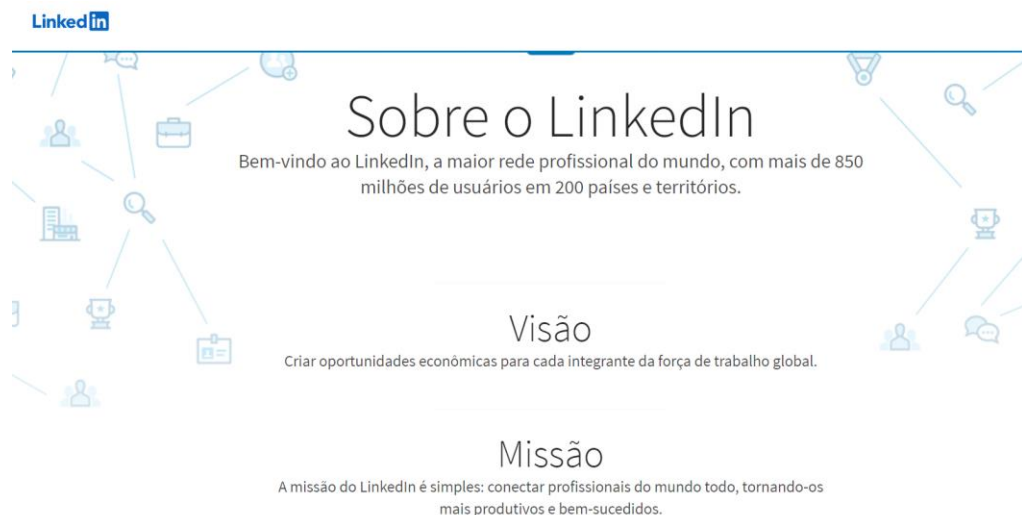 Linked in
Sobre o LinkedIn
Bem-vindo ao LinkedIn, a maior rede profissional do mundo, com mais de 850
milhões de usuários em 200 países e territórios.
Visão
Criar oportunidades econômicas para cada integrante da força de trabalho global.
Missão
A missão do LinkedIn é simples: conectar profissionais do mundo todo, tornando-os
mais produtivos e bem-sucedidos.